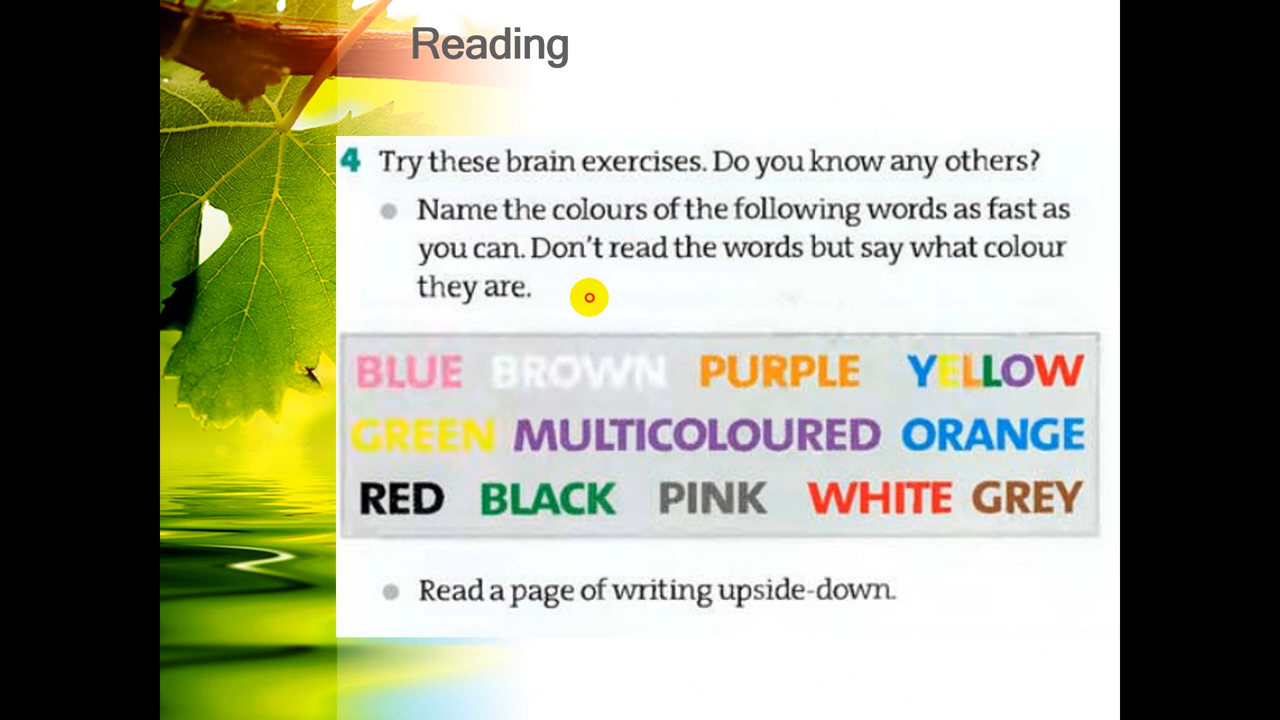 Reading
4 Try these brain exercises. Do you know any others?
Name the colours of the following words as fast as
you can. Don't read the words but say what colour
they are.
BLUE BROWN PURPLE YELLOW
GREEN MULTICOLOURED ORANGE
RED BLACK PINK WHITE GREY
Read a page of writing upside-down.